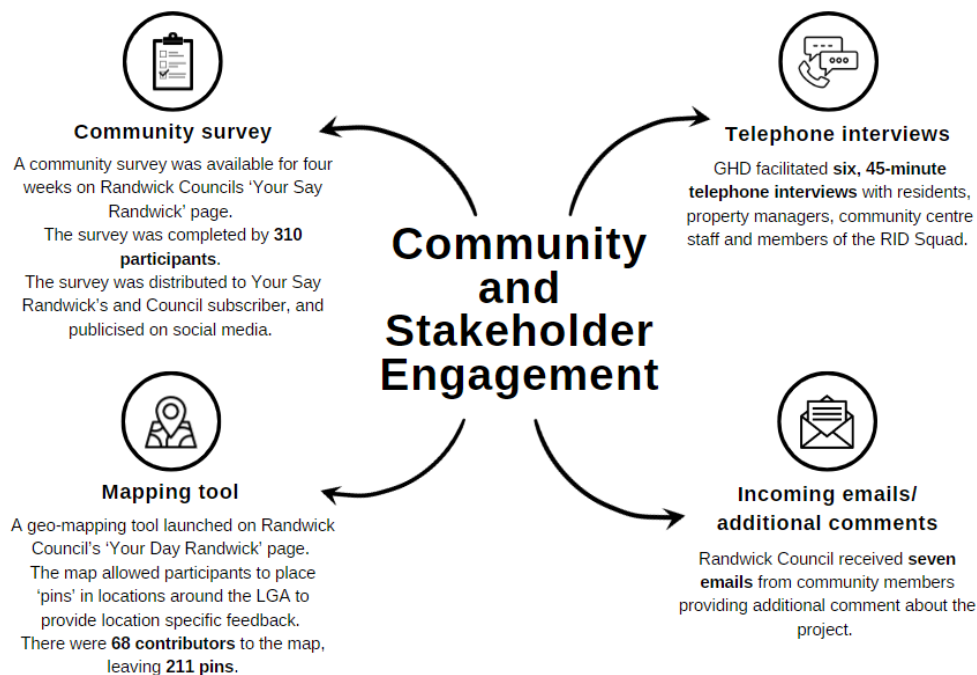 Community survey
A community survey was available for four
weeks on Randwick Councils ‘Your Say
Randwick’ page.
The survey was completed by 310
participants.
The survey was distributed to Your Say
Randwick’s and Council subscriber, and
publicised on social media.
Telephone interviews
GHD facilitated six, 45-minute
telephone interviews with residents,
property managers, community centre
staff and members of the RID Squad.
Community
and
Stakeholder
Engagement
Mapping tool
A geo-mapping tool launched on Randwick
Council’s ‘Your Day Randwick’ page.
The map allowed participants to place
‘pins’ in locations around the LGA to
provide location specific feedback.
There were 68 contributors to the map,
leaving 211 pins.
Incoming emails/
additional comments
Randwick Council received seven
emails from community members
providing additional comment about the
project.